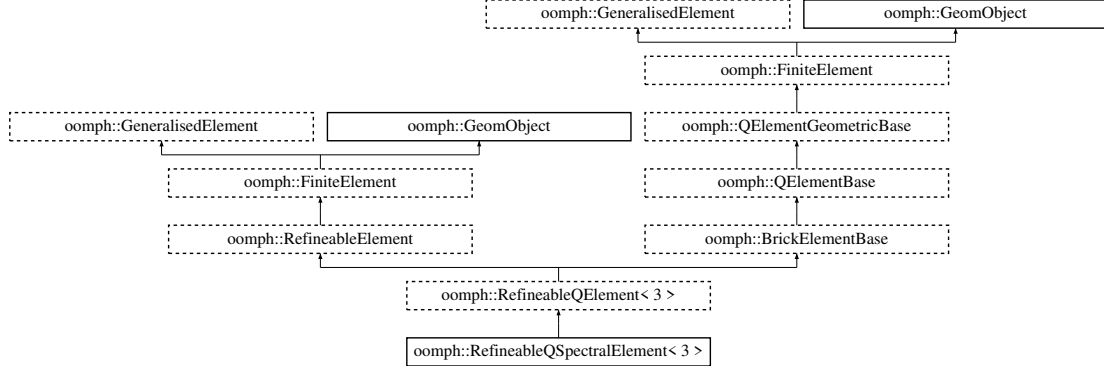 oomph::GeneralisedElement oomph::GeomObject
oomph::FiniteElement
oomph::GeneralisedElement oomph::GeomObject oomph::QElementGeometricBase
oomph::FiniteElement oomph::QElementBase
oomph::RefineableElement oomph::BrickElementBase
oomph::RefineableQElement< 3 >
oomph::RefineableQSpectralElement< 3 >